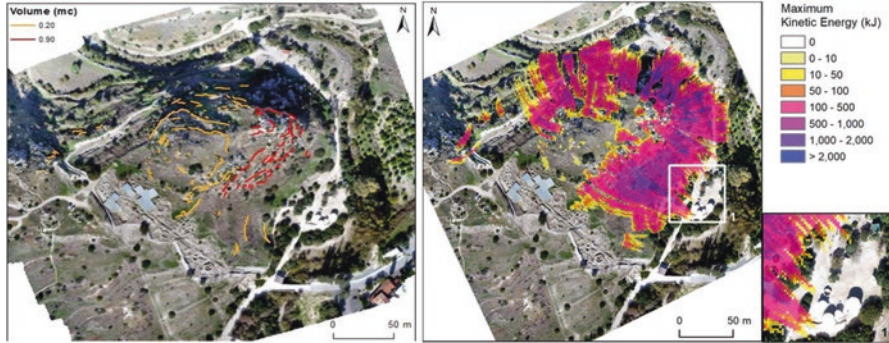 Volume (mc)
0.20
0.90
N
0 50 m
N
1
0 50 m
Maximum
Kinetic Energy (kJ)
0
0 - 10
10 - 50
50 - 100
100 - 500
500 - 1,000
1,000 - 2,000
> 2,000
1